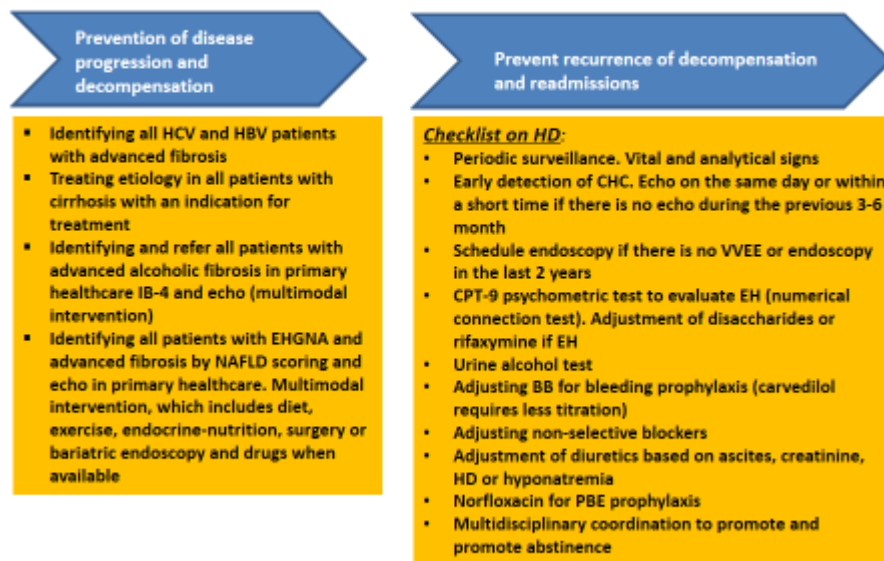 Prevention of disease
progression and
decompensation
▪ Identifying all HCV and HBV patients
with advanced fibrosis
▪ Treating etiology in all patients with
cirrhosis with an indication for
treatment
▪ Identifying and refer all patients with
advanced alcoholic fibrosis in primary
healthcare IB-4 and echo (multimodal
intervention)
▪ Identifying all patients with EHGNA and
advanced fibrosis by NAFLD scoring and
echo in primary healthcare. Multimodal
intervention, which includes diet,
exercise, endocrine-nutrition, surgery or
bariatric endoscopy and drugs when
available
Prevent recurrence of decompensation
and readmissions
Checklist on HD:
• Periodic surveillance. Vital and analytical signs
• Early detection of CHC. Echo on the same day or within
a short time if there is no echo during the previous 3-6
month
• Schedule endoscopy if there is no VVEE or endoscopy
in the last 2 years
• CPT-9 psychometric test to evaluate EH (numerical
connection test). Adjustment of disaccharides or
rifaxymine if EH
• Urine alcohol test
• Adjusting BB for bleeding prophylaxis (carvedilol
requires less titration)
• Adjusting non-selective blockers
• Adjustment of diuretics based on ascites, creatinine,
HD or hyponatremia
• Norfloxacin for PBE prophylaxis
• Multidisciplinary coordination to promote and
promote abstinence